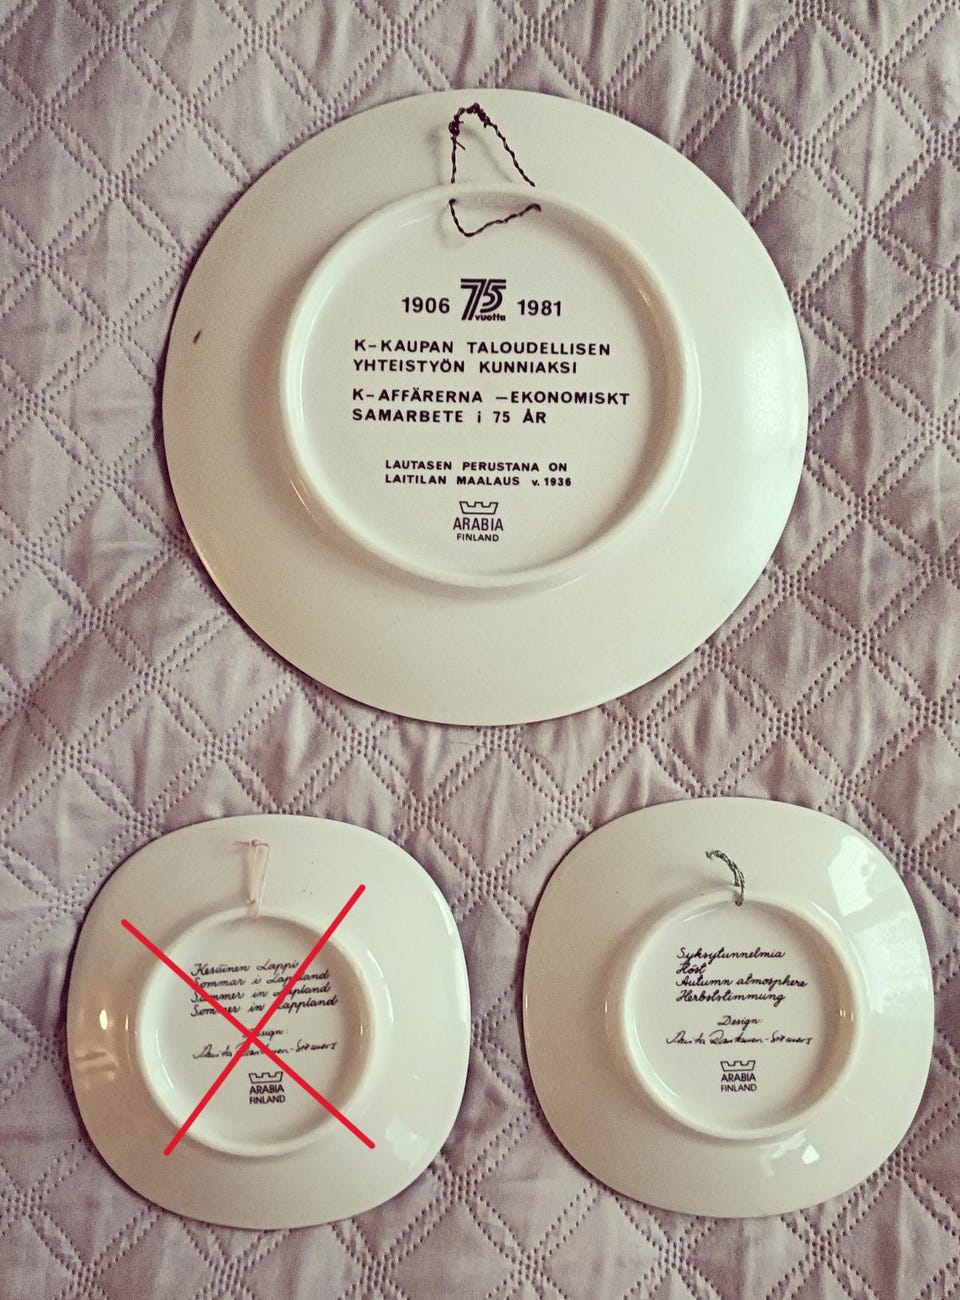 1906 75 vuotta 1981
K-KAUPAN TALOUDELLISEN
YHTEISTYÖN KUNNIAKSI
K-AFFÄRERNA -EKONOMISKT
SAMARBETE i 75 ÅR
LAUTASEN PERUSTANA ON
LAITILAN MAALAUS v. 1936
ARABIA
FINLAND
Kesäinen Lappi
Sommar i Lappland
Summer in Lapland
Sommer in Lappland
Design:
Anita
ARABIA
FINLAND
Syksytunnelmia
Höst
Autumn atmosphere
Herbststimmung
Design:
Anita
ARABIA
FINLAND